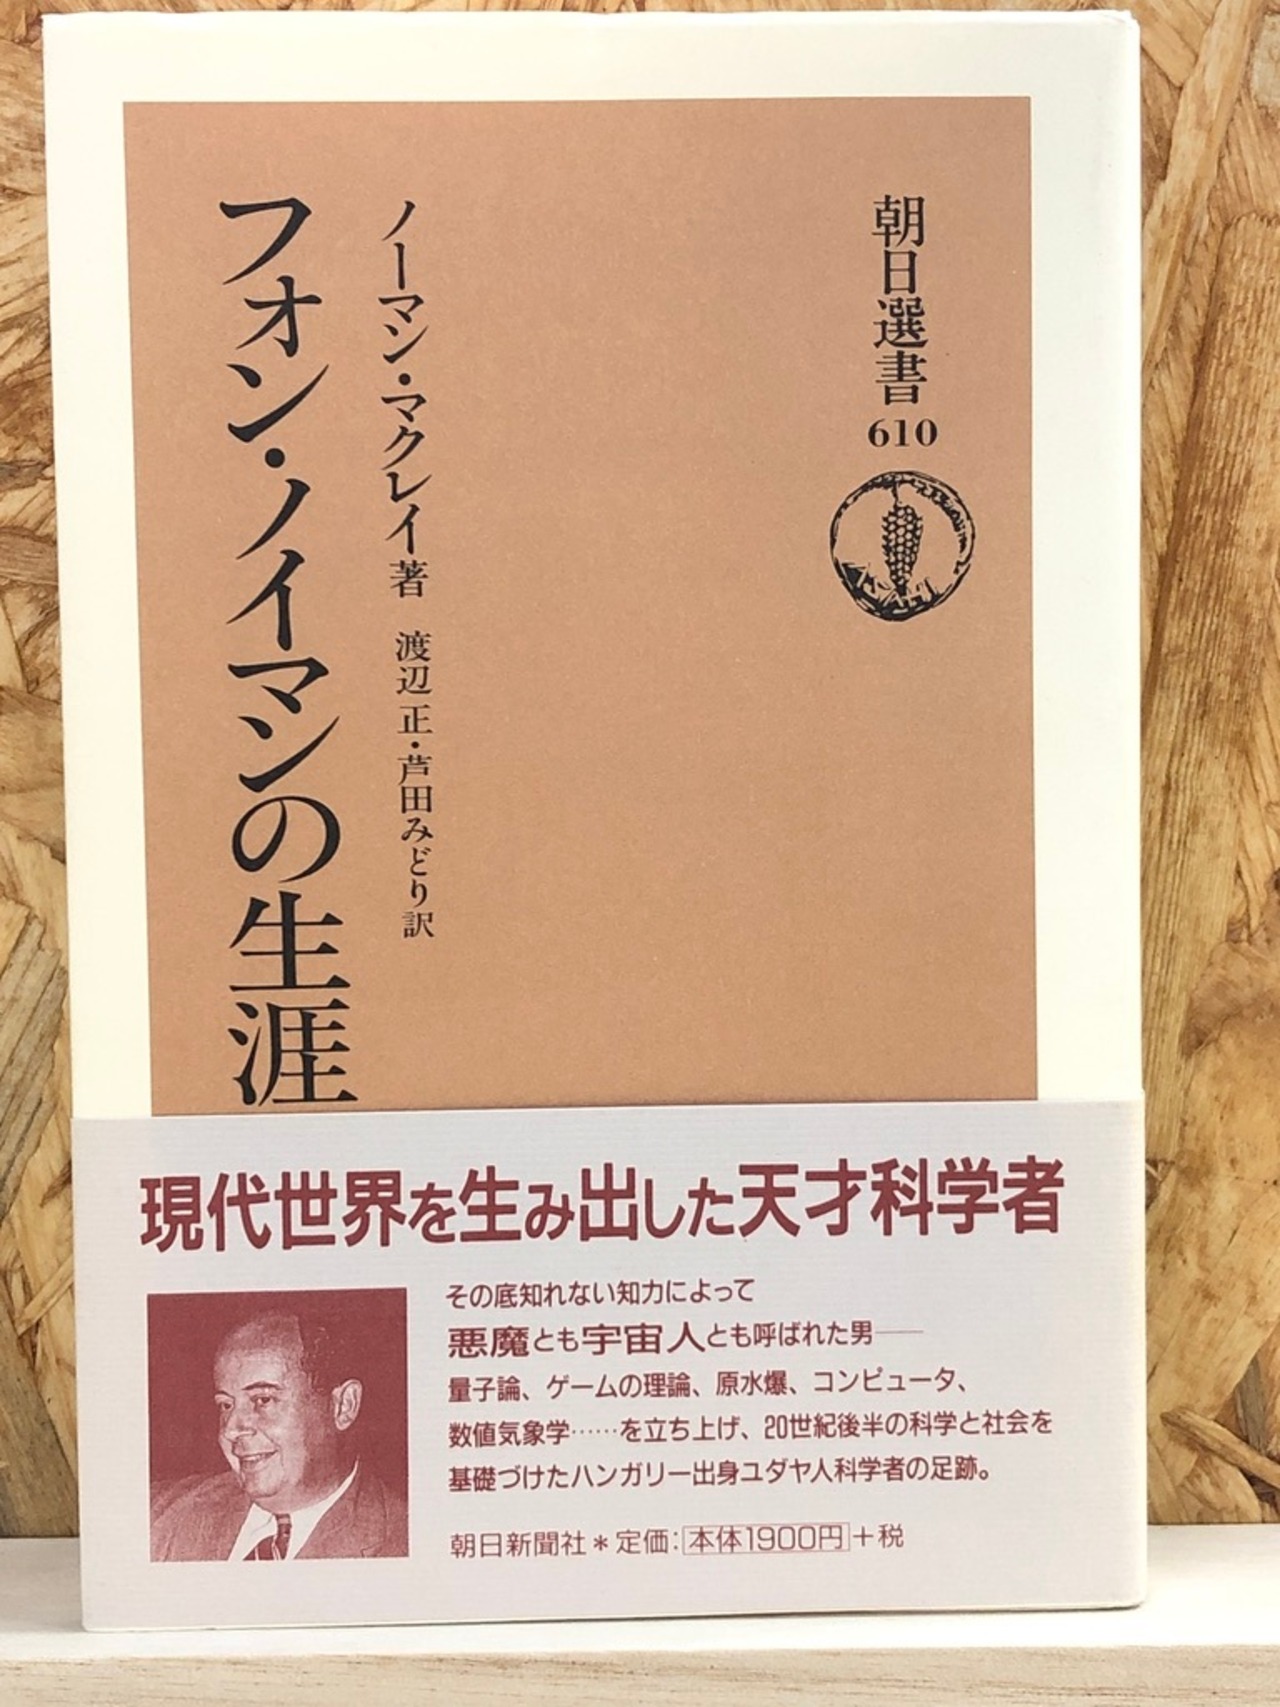 朝日選書
610
ASAHI
ノーマン・マクレイ著 渡辺 正・芦田みどり訳
フォン・ノイマンの生涯
現代世界を生み出した天才科学者
その底知れない知力によって
悪魔とも宇宙人とも呼ばれた男──
量子論、ゲームの理論、原水爆、コンピュータ、
数値気象学……を立ち上げ、20世紀後半の科学と社会を
基礎づけたハンガリー出身ユダヤ人科学者の足跡。
朝日新聞社＊定価：本体1900円＋税